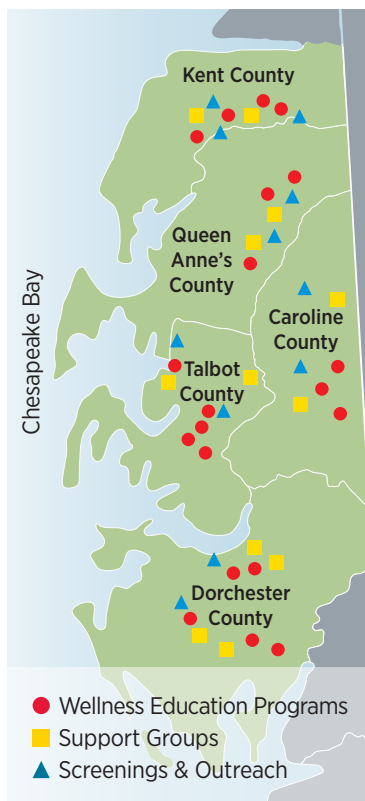 Kent County
Queen
Anne's
County
Caroline
County
Talbot
County
Chesapeake Bay
Dorchester
County
Wellness Education Programs
Support Groups
Screenings & Outreach